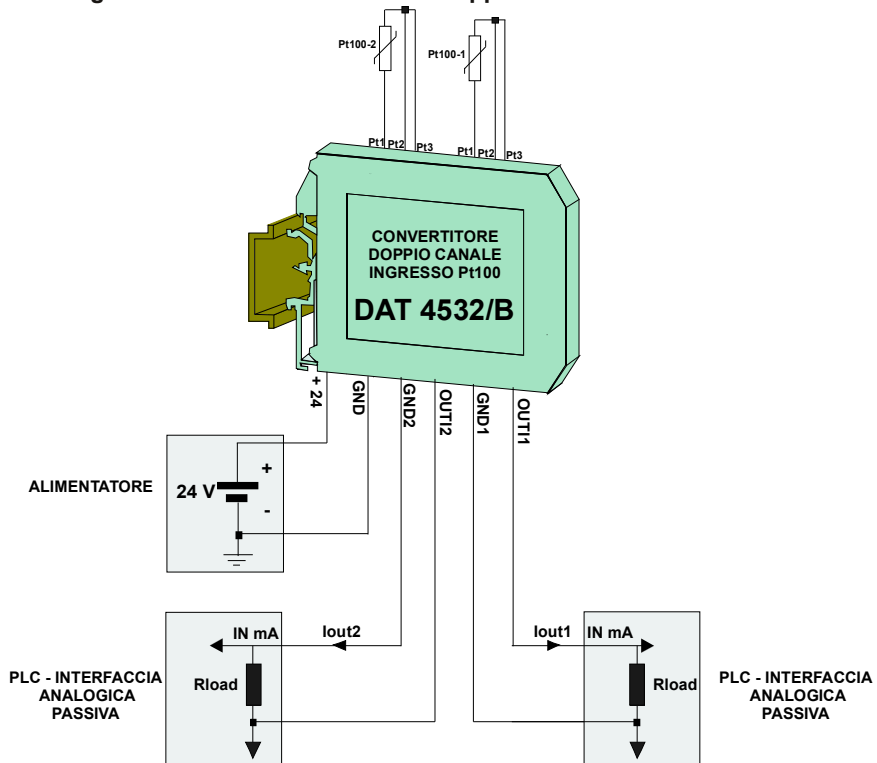 Pt100-2
Pt100-1
Pt1 Pt2 Pt3
Pt1 Pt2 Pt3
CONVERTITORE
DOPPIO CANALE
INGRESSO Pt100
DAT 4532/B
+ 24
GND
GND2
OUTI2
GND1
OUTI1
ALIMENTATORE
24 V
+
-
IN mA
Iout2
Iout1
IN mA
PLC - INTERFACCIA
ANALOGICA
PASSIVA
Rload
Rload
PLC - INTERFACCIA
ANALOGICA
PASSIVA